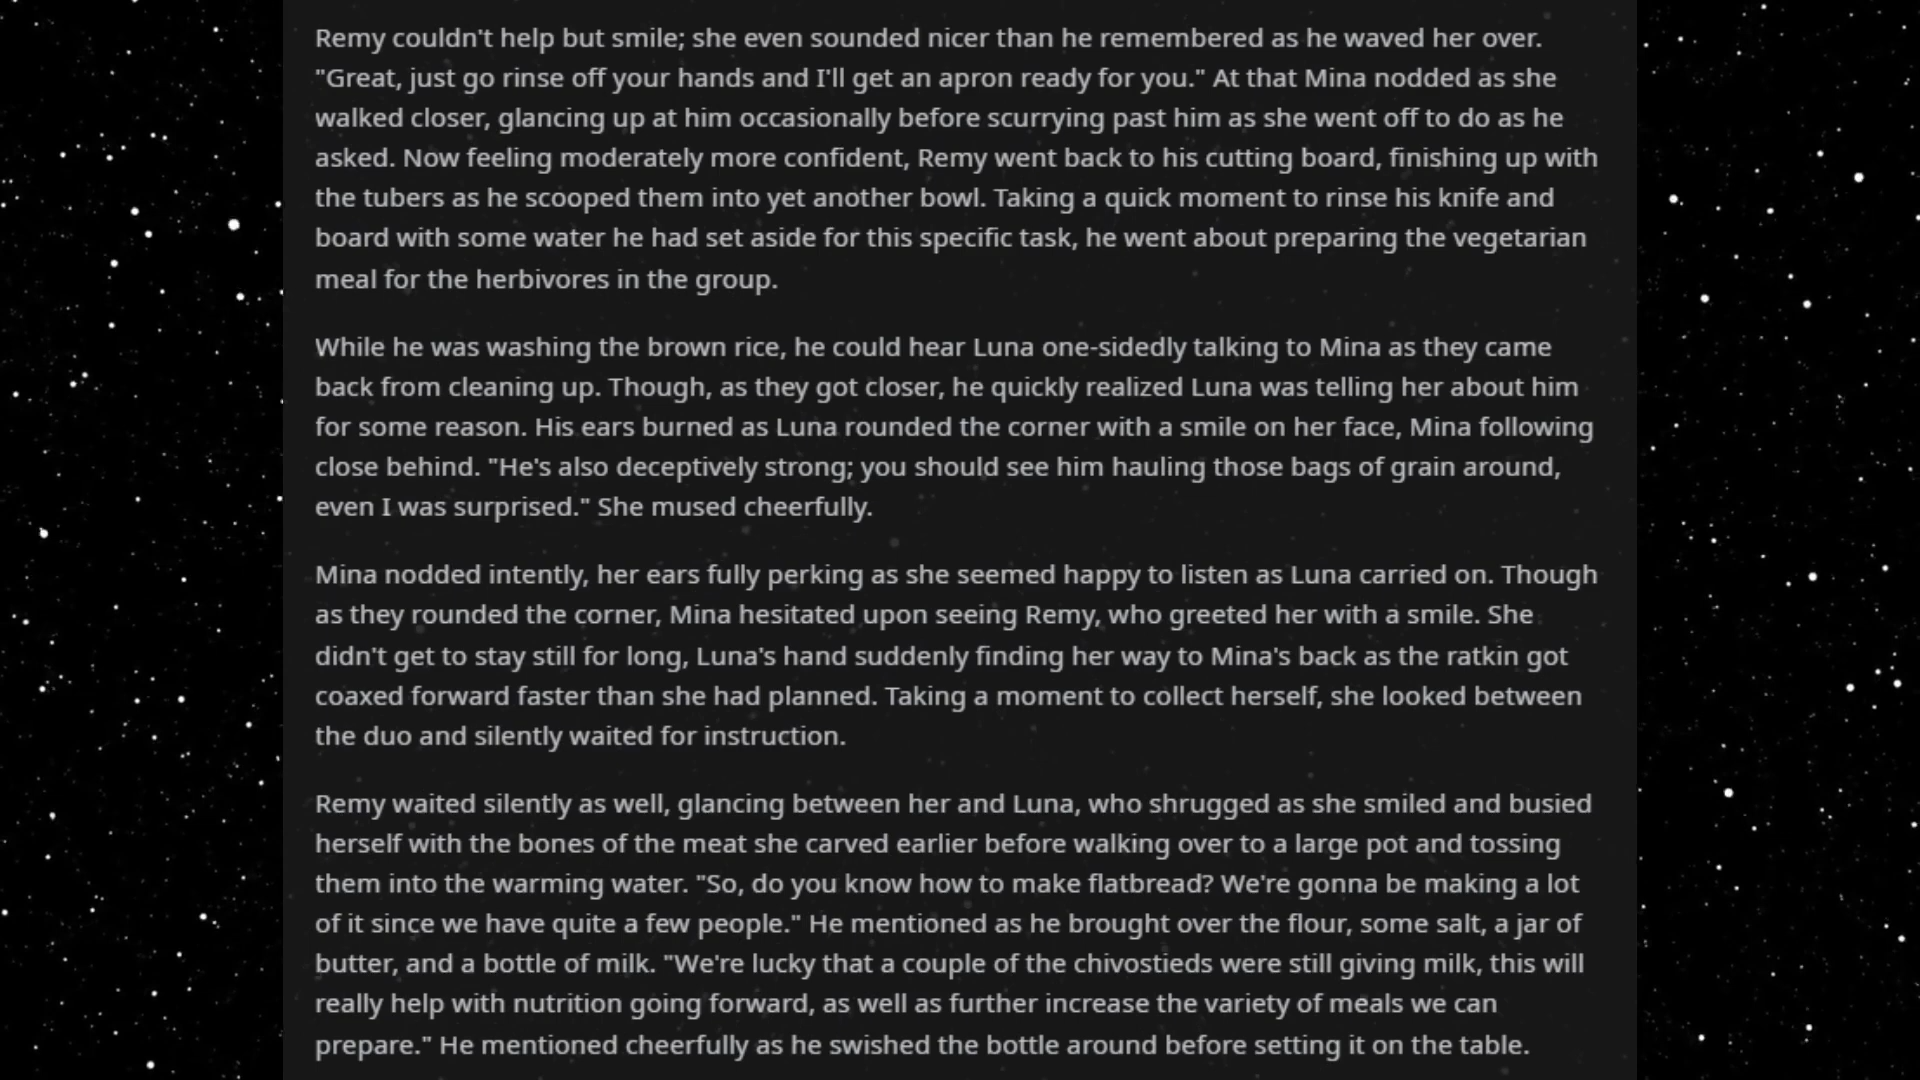 Remy couldn't help but smile; she even sounded nicer than he remembered as he waved her over.
"Great, just go rinse off your hands and I'll get an apron ready for you." At that Mina nodded as she
walked closer, glancing up at him occasionally before scurrying past him as she went off to do as he
asked. Now feeling moderately more confident, Remy went back to his cutting board, finishing up with
the tubers as he scooped them into yet another bowl. Taking a quick moment to rinse his knife and
board with some water he had set aside for this specific task, he went about preparing the vegetarian
meal for the herbivores in the group.
While he was washing the brown rice, he could hear Luna one-sidedly talking to Mina as they came
back from cleaning up. Though, as they got closer, he quickly realized Luna was telling her about him
for some reason. His ears burned as Luna rounded the corner with a smile on her face, Mina following
close behind. "He's also deceptively strong; you should see him hauling those bags of grain around,
even I was surprised." She mused cheerfully.
Mina nodded intently, her ears fully perking as she seemed happy to listen as Luna carried on. Though
as they rounded the corner, Mina hesitated upon seeing Remy, who greeted her with a smile. She
didn't get to stay still for long, Luna's hand suddenly finding her way to Mina's back as the ratkin got
coaxed forward faster than she had planned. Taking a moment to collect herself, she looked between
the duo and silently waited for instruction.
Remy waited silently as well, glancing between her and Luna, who shrugged as she smiled and busied
herself with the bones of the meat she carved earlier before walking over to a large pot and tossing
them into the warming water. "So, do you know how to make flatbread? We're gonna be making a lot
of it since we have quite a few people." He mentioned as he brought over the flour, some salt, a jar of
butter, and a bottle of milk. "We're lucky that a couple of the chivostieds were still giving milk, this will
really help with nutrition going forward, as well as further increase the variety of meals we can
prepare." He mentioned cheerfully as he swished the bottle around before setting it on the table.